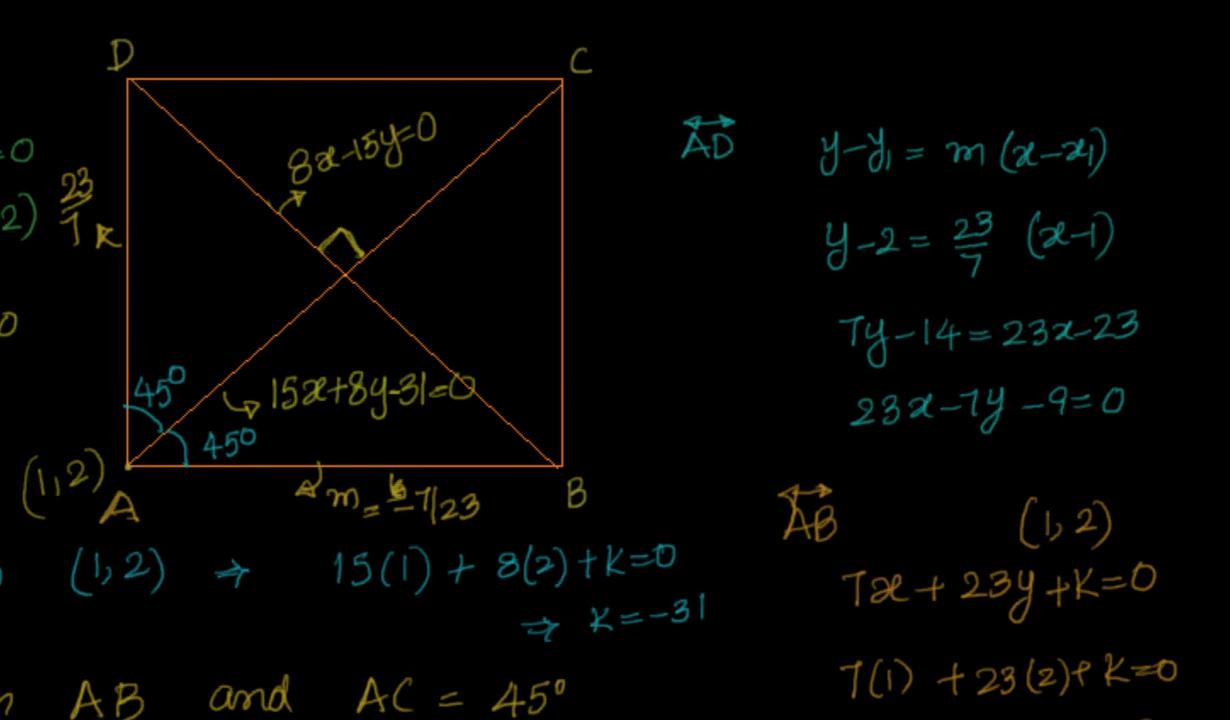 D
C
8x-15y=0
=0
2)
23/7
0
45°
45°
15x+8y-31=0
(1,2)
A
m = -7/23
B
(1,2) ⇒ 15(1) + 8(2) + K=0
⇒ K=-31
AB and AC = 45°
AD
y-y₁ = m (x-x₁)
y-2 = 23/7 (x-1)
7y-14 = 23x-23
23x-7y-9=0
AB
(1,2)
7x+23y+K=0
7(1) +23(2)+K=0